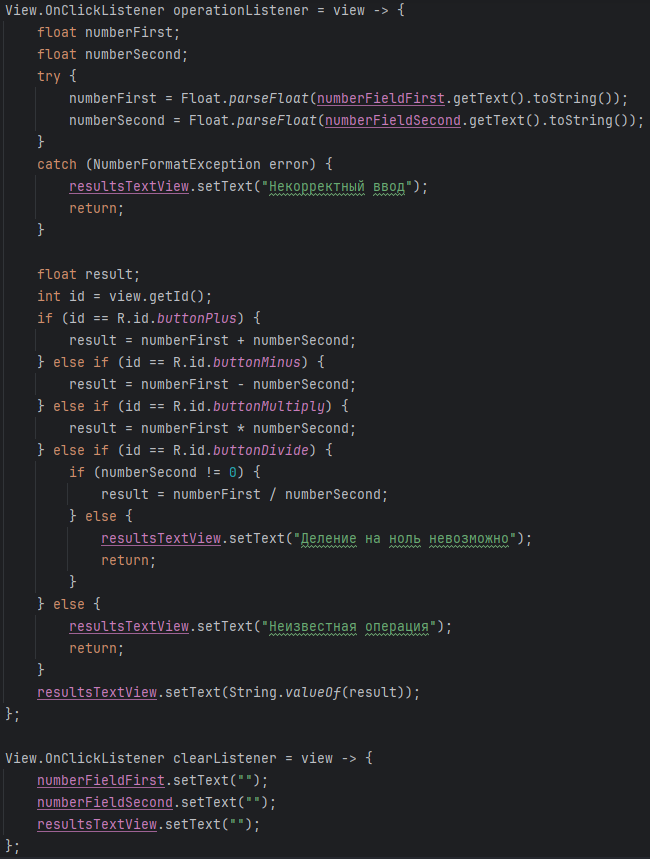 View.OnClickListener operationListener = view -> {
    float numberFirst;
    float numberSecond;
    try {
        numberFirst = Float.parseFloat(numberFieldFirst.getText().toString());
        numberSecond = Float.parseFloat(numberFieldSecond.getText().toString());
    }
    catch (NumberFormatException error) {
        resultsTextView.setText("Некорректный ввод");
        return;
    }

    float result;
    int id = view.getId();
    if (id == R.id.buttonPlus) {
        result = numberFirst + numberSecond;
    } else if (id == R.id.buttonMinus) {
        result = numberFirst - numberSecond;
    } else if (id == R.id.buttonMultiply) {
        result = numberFirst * numberSecond;
    } else if (id == R.id.buttonDivide) {
        if (numberSecond != 0) {
            result = numberFirst / numberSecond;
        } else {
            resultsTextView.setText("Деление на ноль невозможно");
            return;
        }
    } else {
        resultsTextView.setText("Неизвестная операция");
        return;
    }
    resultsTextView.setText(String.valueOf(result));
};

View.OnClickListener clearListener = view -> {
    numberFieldFirst.setText("");
    numberFieldSecond.setText("");
    resultsTextView.setText("");
};